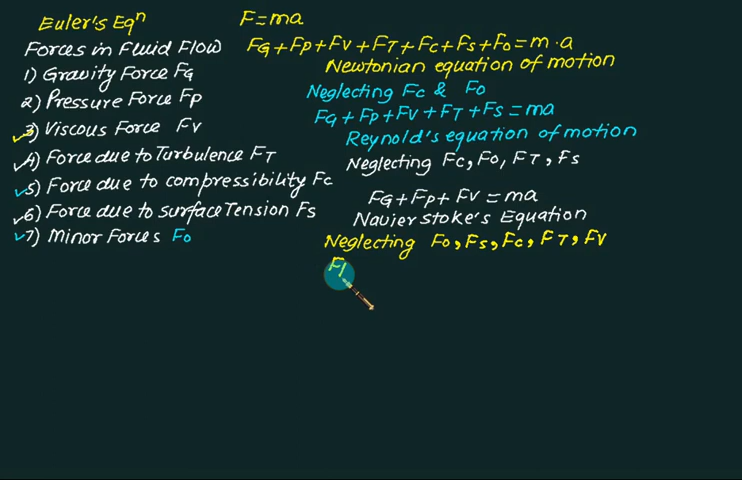 Euler's Eqn
Forces in Fluid Flow
1) Gravity Force FG
2) Pressure Force Fp
3) Viscous Force Fv
4) Force due to Turbulence FT
5) Force due to compressibility Fc
6) Force due to surface Tension Fs
7) Minor Forces Fo
F=ma
FG+Fp+Fv+FT+Fc+Fs+Fo=m.a
Newtonian equation of motion
Neglecting Fc & Fo
FG+Fp+Fv+FT+Fs=ma
Reynold's equation of motion
Neglecting Fc, Fo, FT, Fs
FG+Fp+Fv=ma
Navier stoke's Equation
Neglecting Fo, Fs, Fc, FT, Fv